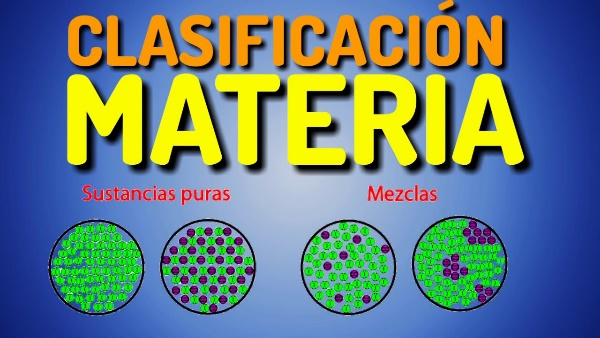 CLASIFICACIÓN
MATERIA
Sustancias puras
Mezclas